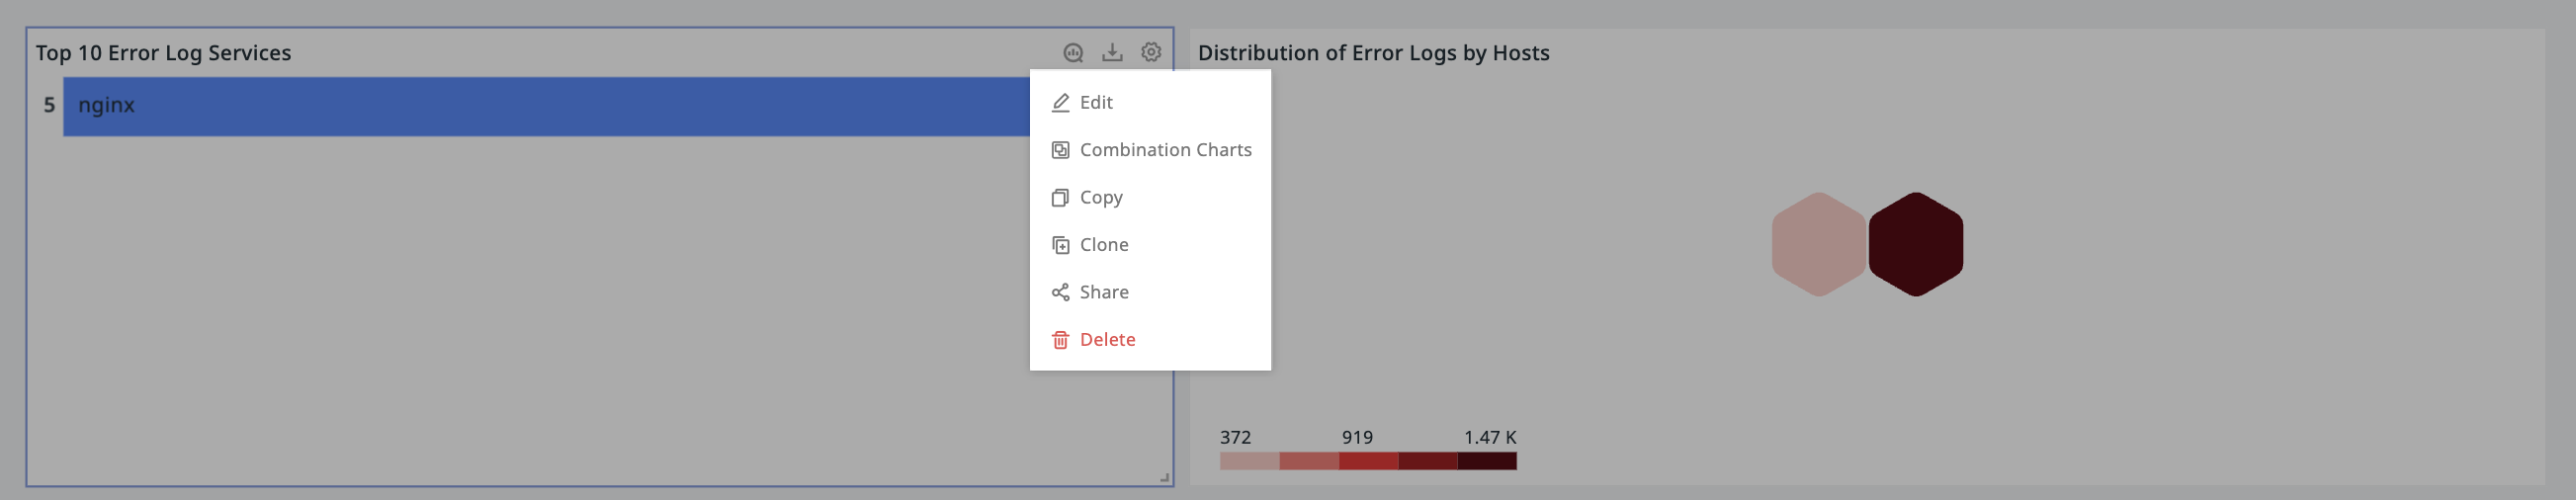 Top 10 Error Log Services
5 nginx
Edit
Combination Charts
Copy
Clone
Share
Delete
Distribution of Error Logs by Hosts
372 919 1.47 K